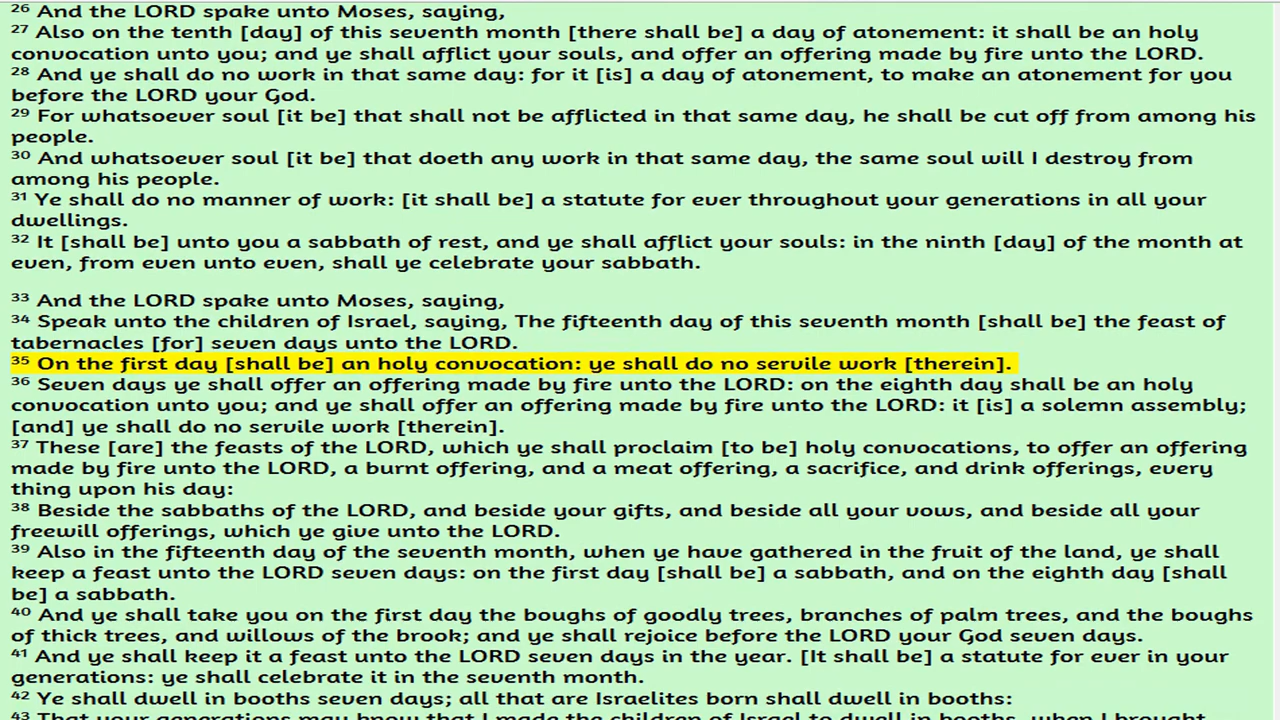 26 And the LORD spake unto Moses, saying,
27 Also on the tenth [day] of this seventh month [there shall be] a day of atonement: it shall be an holy
convocation unto you; and ye shall afflict your souls, and offer an offering made by fire unto the LORD.
28 And ye shall do no work in that same day: for it [is] a day of atonement, to make an atonement for you
before the LORD your God.
29 For whatsoever soul [it be] that shall not be afflicted in that same day, he shall be cut off from among his
people.
30 And whatsoever soul [it be] that doeth any work in that same day, the same soul will I destroy from
among his people.
31 Ye shall do no manner of work: [it shall be] a statute for ever throughout your generations in all your
dwellings.
32 It [shall be] unto you a sabbath of rest, and ye shall afflict your souls: in the ninth [day] of the month at
even, from even unto even, shall ye celebrate your sabbath.
33 And the LORD spake unto Moses, saying,
34 Speak unto the children of Israel, saying, The fifteenth day of this seventh month [shall be] the feast of
tabernacles [for] seven days unto the LORD.
35 On the first day [shall be] an holy convocation: ye shall do no servile work [therein].
36 Seven days ye shall offer an offering made by fire unto the LORD: on the eighth day shall be an holy
convocation unto you; and ye shall offer an offering made by fire unto the LORD: it [is] a solemn assembly;
[and] ye shall do no servile work [therein].
37 These [are] the feasts of the LORD, which ye shall proclaim [to be] holy convocations, to offer an offering
made by fire unto the LORD, a burnt offering, and a meat offering, a sacrifice, and drink offerings, every
thing upon his day:
38 Beside the sabbaths of the LORD, and beside your gifts, and beside all your vows, and beside all your
freewill offerings, which ye give unto the LORD.
39 Also in the fifteenth day of the seventh month, when ye have gathered in the fruit of the land, ye shall
keep a feast unto the LORD seven days: on the first day [shall be] a sabbath, and on the eighth day [shall
be] a sabbath.
40 And ye shall take you on the first day the boughs of goodly trees, branches of palm trees, and the boughs
of thick trees, and willows of the brook; and ye shall rejoice before the LORD your God seven days.
41 And ye shall keep it a feast unto the LORD seven days in the year. [It shall be] a statute for ever in your
generations: ye shall celebrate it in the seventh month.
42 Ye shall dwell in booths seven days; all that are Israelites born shall dwell in booths:
43 That your generations may know that I made the children of Israel to dwell in booths, when I brought